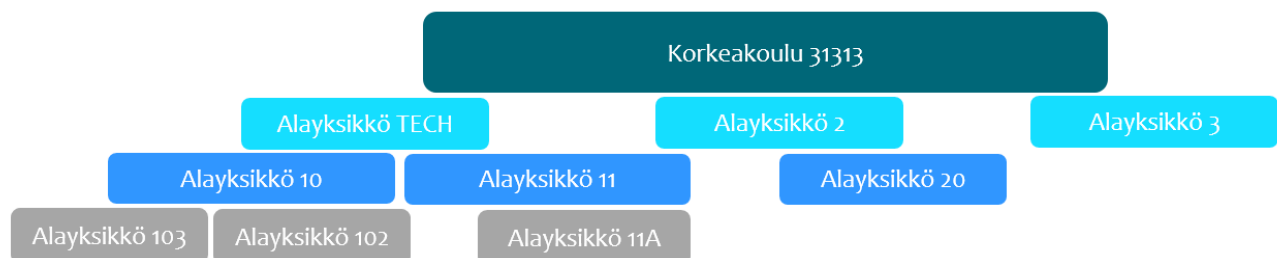 Korkeakoulu 31313
Alayksikkö TECH
Alayksikkö 2
Alayksikkö 3
Alayksikkö 10
Alayksikkö 11
Alayksikkö 20
Alayksikkö 103
Alayksikkö 102
Alayksikkö 11A